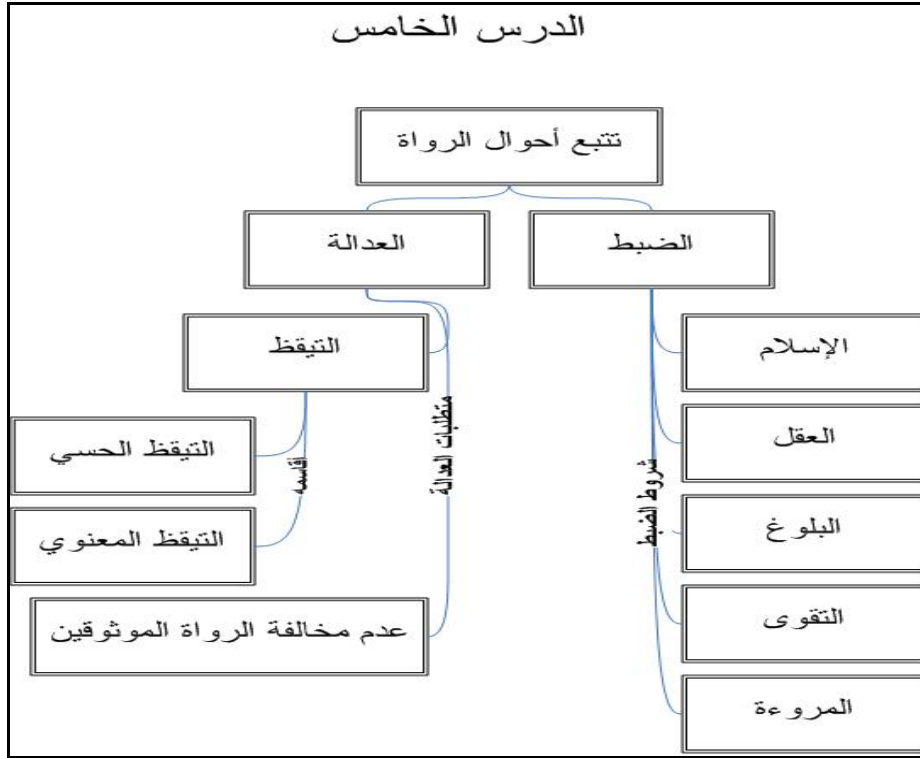 الدرس الخامس
تتبع أحوال الرواة
الضبط
العدالة
شروط الضبط
الإسلام
العقل
البلوغ
التقوى
المروءة
متطلبات العدالة
التيقظ
أقاسمه
التيقظ الحسي
التيقظ المعنوي
عدم مخالفة الرواة الموثوقين